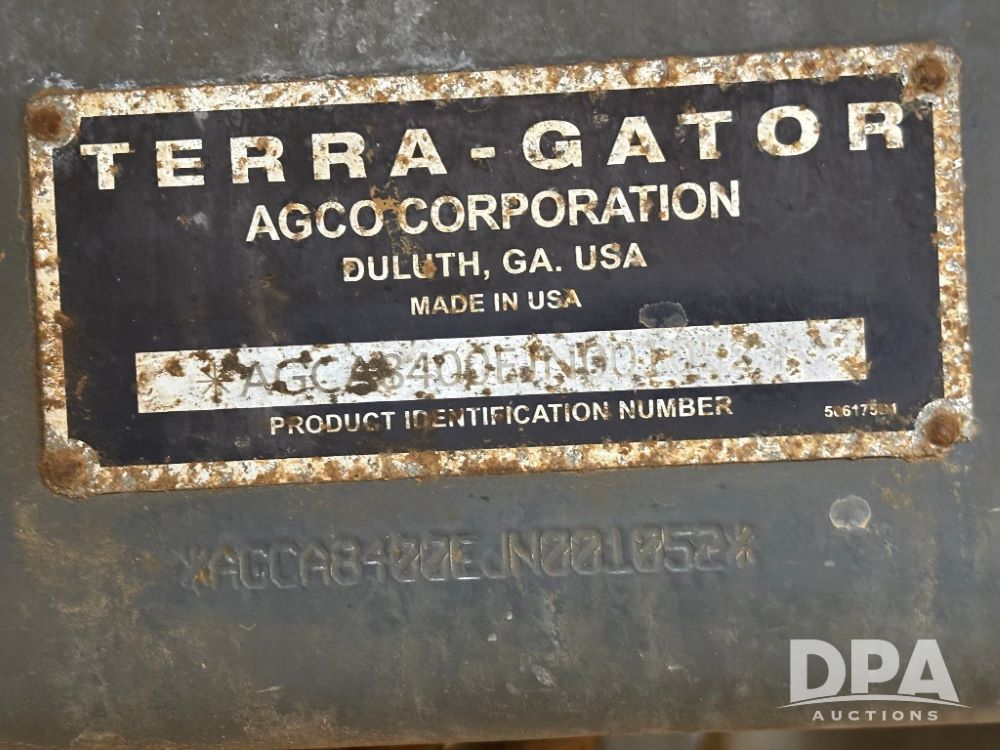 TERRA-GATOR
AGCO CORPORATION
DULUTH, GA. USA
MADE IN USA
PRODUCT IDENTIFICATION NUMBER
*AGCA8400EJN001052*
DPA
AUCTIONS